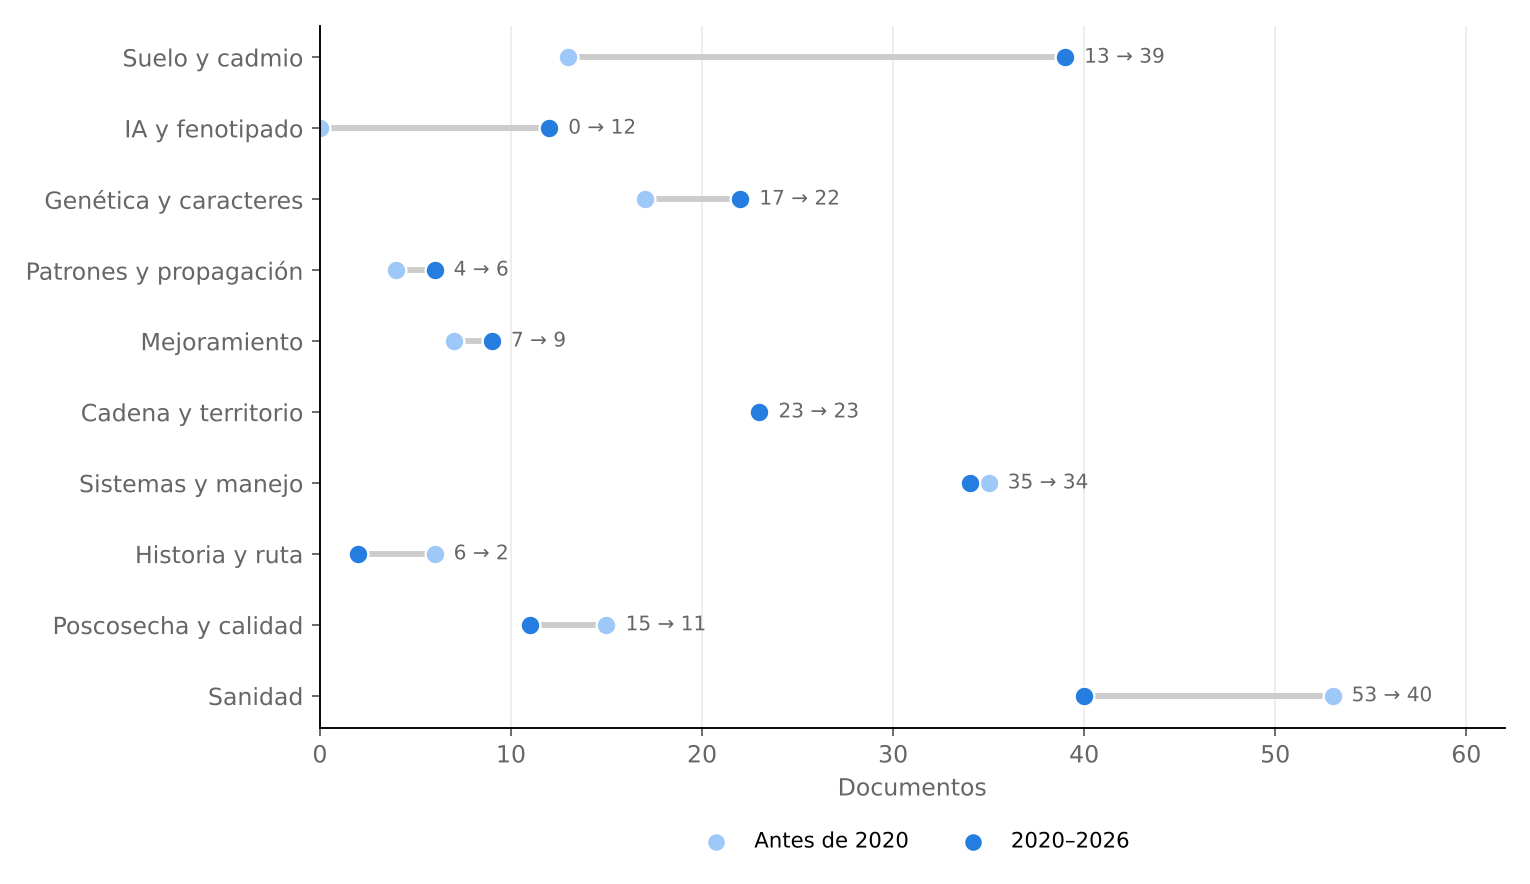 Suelo y cadmio 13 → 39
IA y fenotipado 0 → 12
Genética y caracteres 17 → 22
Patrones y propagación 4 → 6
Mejoramiento 7 → 9
Cadena y territorio 23 → 23
Sistemas y manejo 35 → 34
Historia y ruta 6 → 2
Poscosecha y calidad 15 → 11
Sanidad 53 → 40
0 10 20 30 40 50 60
Documentos
Antes de 2020 2020–2026